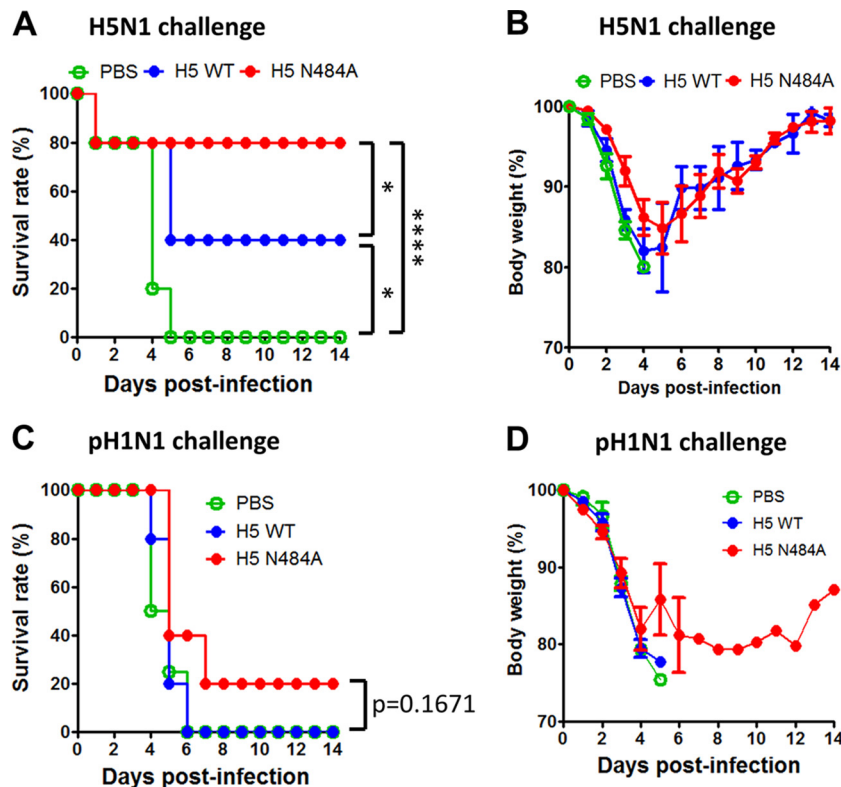 A H5N1 challenge
PBS H5 WT H5 N484A
Survival rate (%)
100
80
60
40
20
0
0 2 4 6 8 10 12 14
Days post-infection
*
*
****
B H5N1 challenge
PBS H5 WT H5 N484A
Body weight (%)
100
90
80
70
0 2 4 6 8 10 12 14
Days post-infection
C pH1N1 challenge
PBS
H5 WT
H5 N484A
Survival rate (%)
100
80
60
40
20
0
0 2 4 6 8 10 12 14
Days post-infection
p=0.1671
D pH1N1 challenge
PBS
H5 WT
H5 N484A
Body weight (%)
100
90
80
70
0 2 4 6 8 10 12 14
Days post-infection